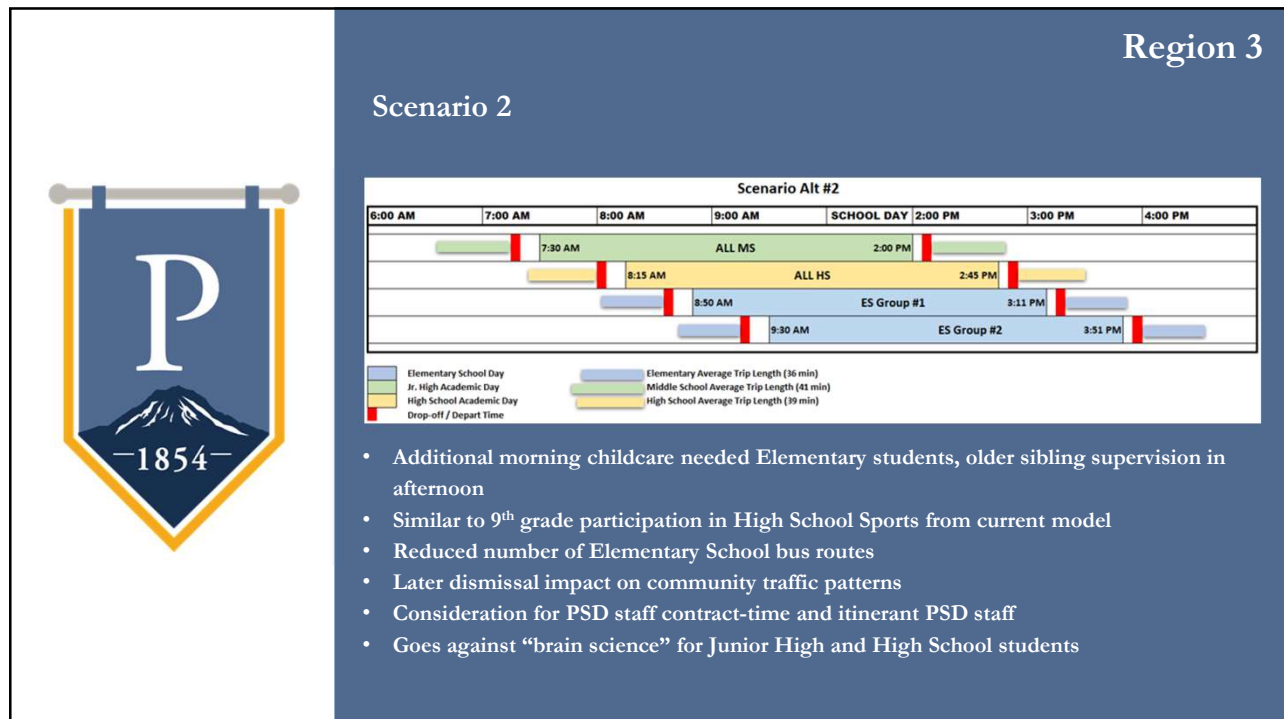 Region 3
Scenario 2
P
-1854-
Scenario Alt #2
6:00 AM 7:00 AM 8:00 AM 9:00 AM SCHOOL DAY 2:00 PM 3:00 PM 4:00 PM
7:30 AM ALL MS 2:00 PM
8:15 AM ALL HS 2:45 PM
8:50 AM ES Group #1 3:11 PM
9:30 AM ES Group #2 3:51 PM
Elementary School Day Elementary Average Trip Length (36 min)
Jr. High Academic Day Middle School Average Trip Length (41 min)
High School Academic Day High School Average Trip Length (39 min)
Drop-off / Depart Time
• Additional morning childcare needed Elementary students, older sibling supervision in
afternoon
• Similar to 9th grade participation in High School Sports from current model
• Reduced number of Elementary School bus routes
• Later dismissal impact on community traffic patterns
• Consideration for PSD staff contract-time and itinerant PSD staff
• Goes against “brain science” for Junior High and High School students